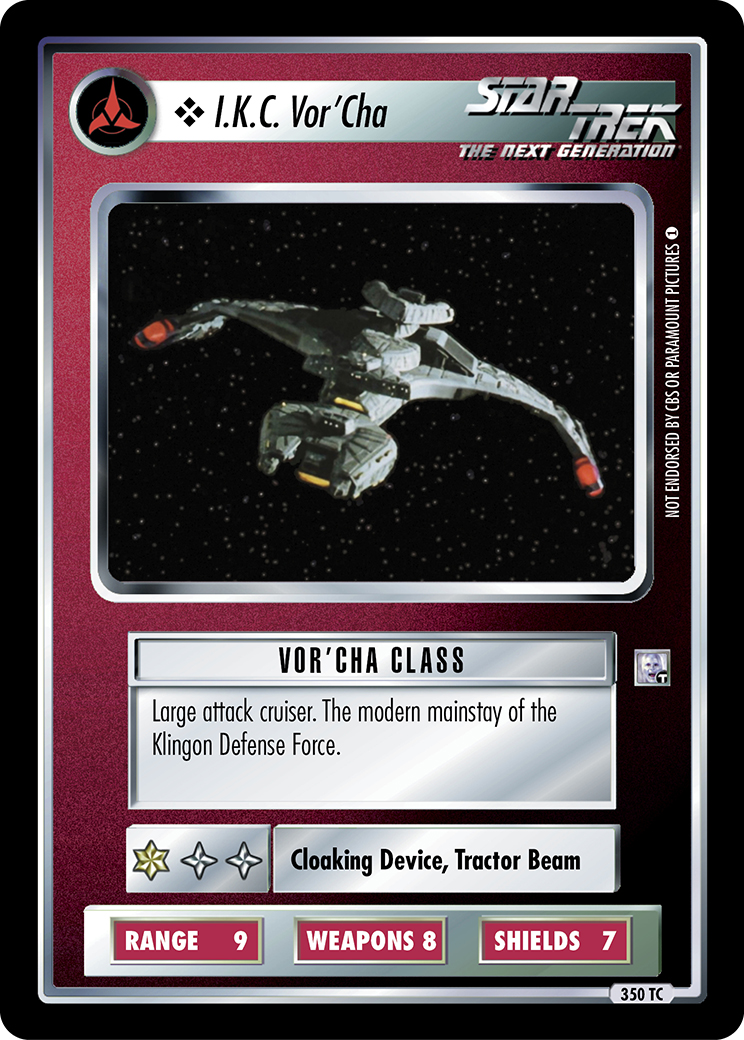 ❖ I.K.C. Vor'Cha
STAR TREK
THE NEXT GENERATION
NOT ENDORSED BY CBS OR PARAMOUNT PICTURES 1
VOR'CHA CLASS
T
Large attack cruiser. The modern mainstay of the
Klingon Defense Force.
Cloaking Device, Tractor Beam
RANGE 9
WEAPONS 8
SHIELDS 7
350 TC